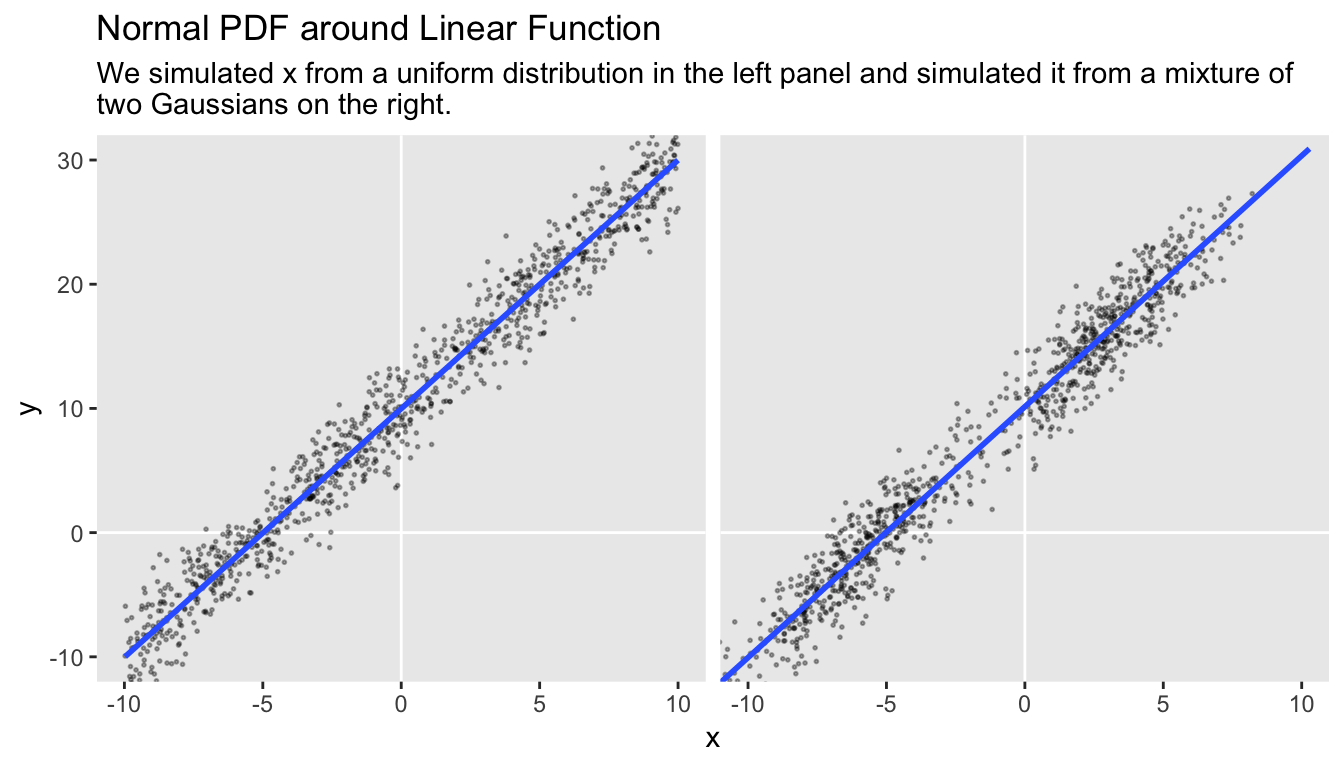 Normal PDF around Linear Function
We simulated x from a uniform distribution in the left panel and simulated it from a mixture of
two Gaussians on the right.
30
20
10
0
-10
y
-10 -5 0 5 10 -10 -5 0 5 10
x